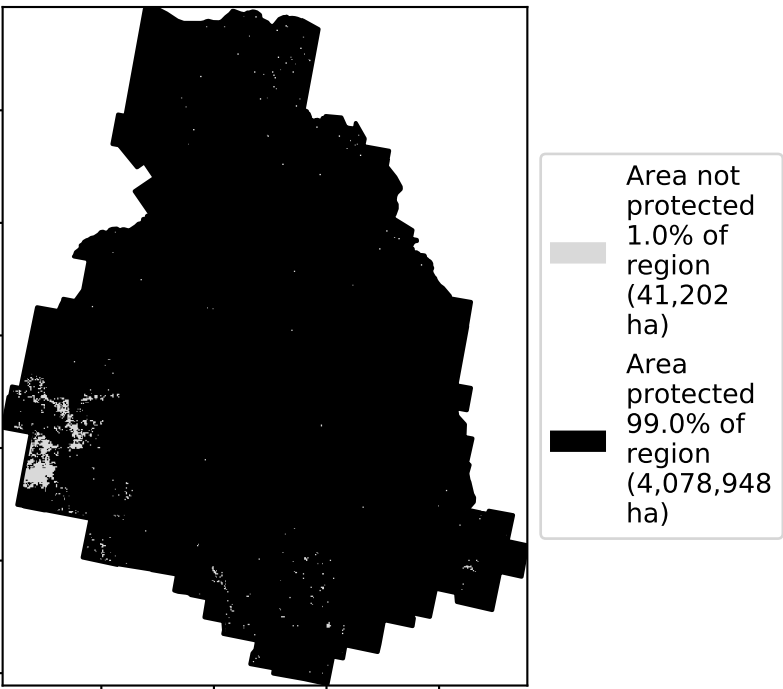 Area not
protected
1.0% of
region
(41,202
ha)
Area
protected
99.0% of
region
(4,078,948
ha)